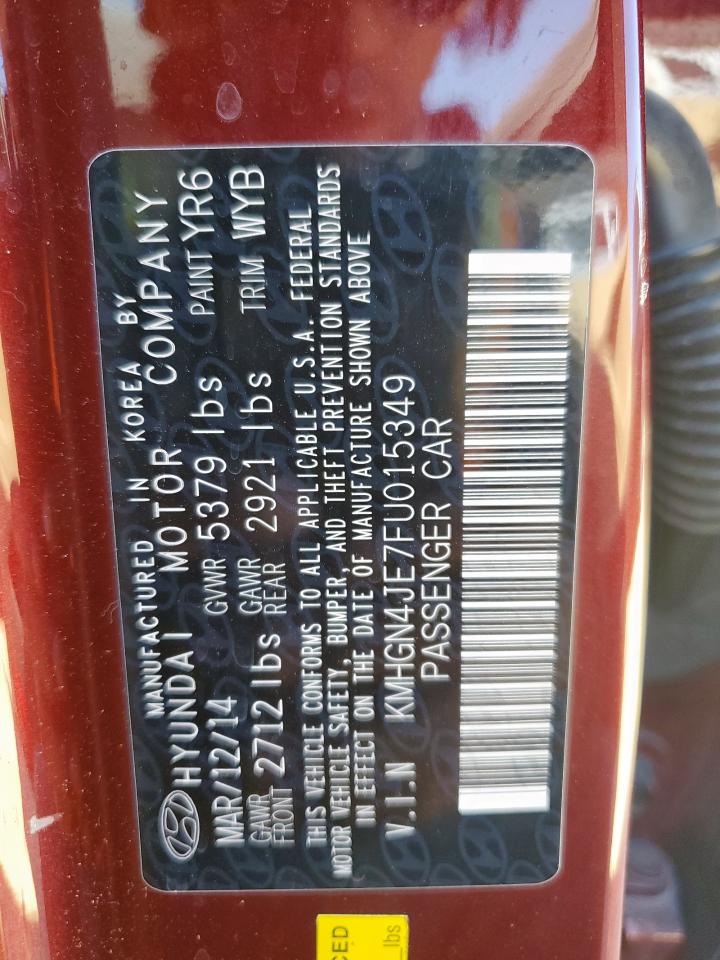 MANUFACTURED IN KOREA BY
HYUNDAI MOTOR COMPANY
MAR/12/14 GVWR 5379 lbs PAINT YR6
GAWR FRONT 2712 lbs GAWR REAR 2921 lbs TRIM WYB
THIS VEHICLE CONFORMS TO ALL APPLICABLE U.S.A. FEDERAL
MOTOR VEHICLE SAFETY, BUMPER, AND THEFT PREVENTION STANDARDS
IN EFFECT ON THE DATE OF MANUFACTURE SHOWN ABOVE
V.I.N KMHGN4JE7FU015349
PASSENGER CAR
CED
lbs